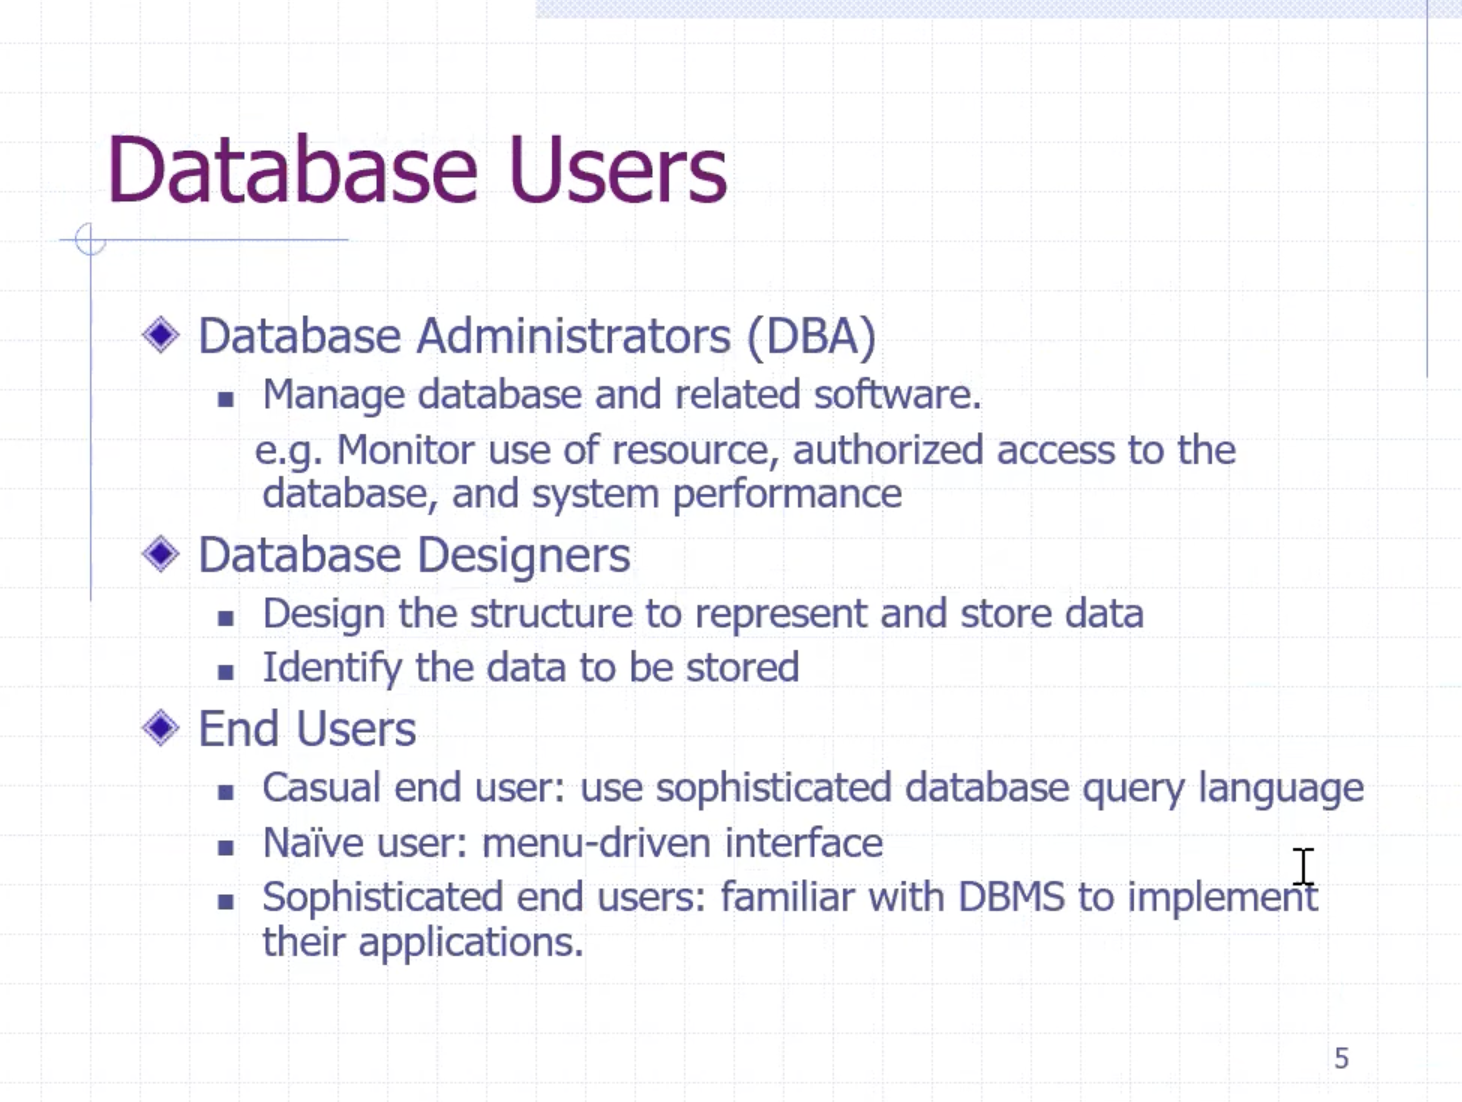 Database Users
Database Administrators (DBA)
Manage database and related software.
e.g. Monitor use of resource, authorized access to the
database, and system performance
Database Designers
Design the structure to represent and store data
Identify the data to be stored
End Users
Casual end user: use sophisticated database query language
Naïve user: menu-driven interface
Sophisticated end users: familiar with DBMS to implement
their applications.
5